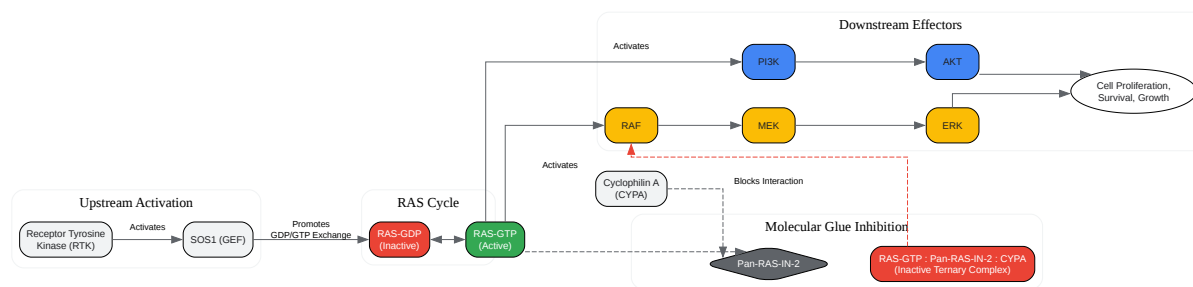 Downstream Effectors
Activates
PI3K
AKT
Cell Proliferation,
Survival, Growth
RAF
MEK
ERK
Activates
Cyclophilin A
(CYPA)
Blocks Interaction
Upstream Activation
Receptor Tyrosine
Kinase (RTK)
Activates
SOS1 (GEF)
Promotes
GDP/GTP Exchange
RAS Cycle
RAS-GDP
(Inactive)
RAS-GTP
(Active)
Molecular Glue Inhibition
Pan-RAS-IN-2
RAS-GTP : Pan-RAS-IN-2 : CYPA
(Inactive Ternary Complex)